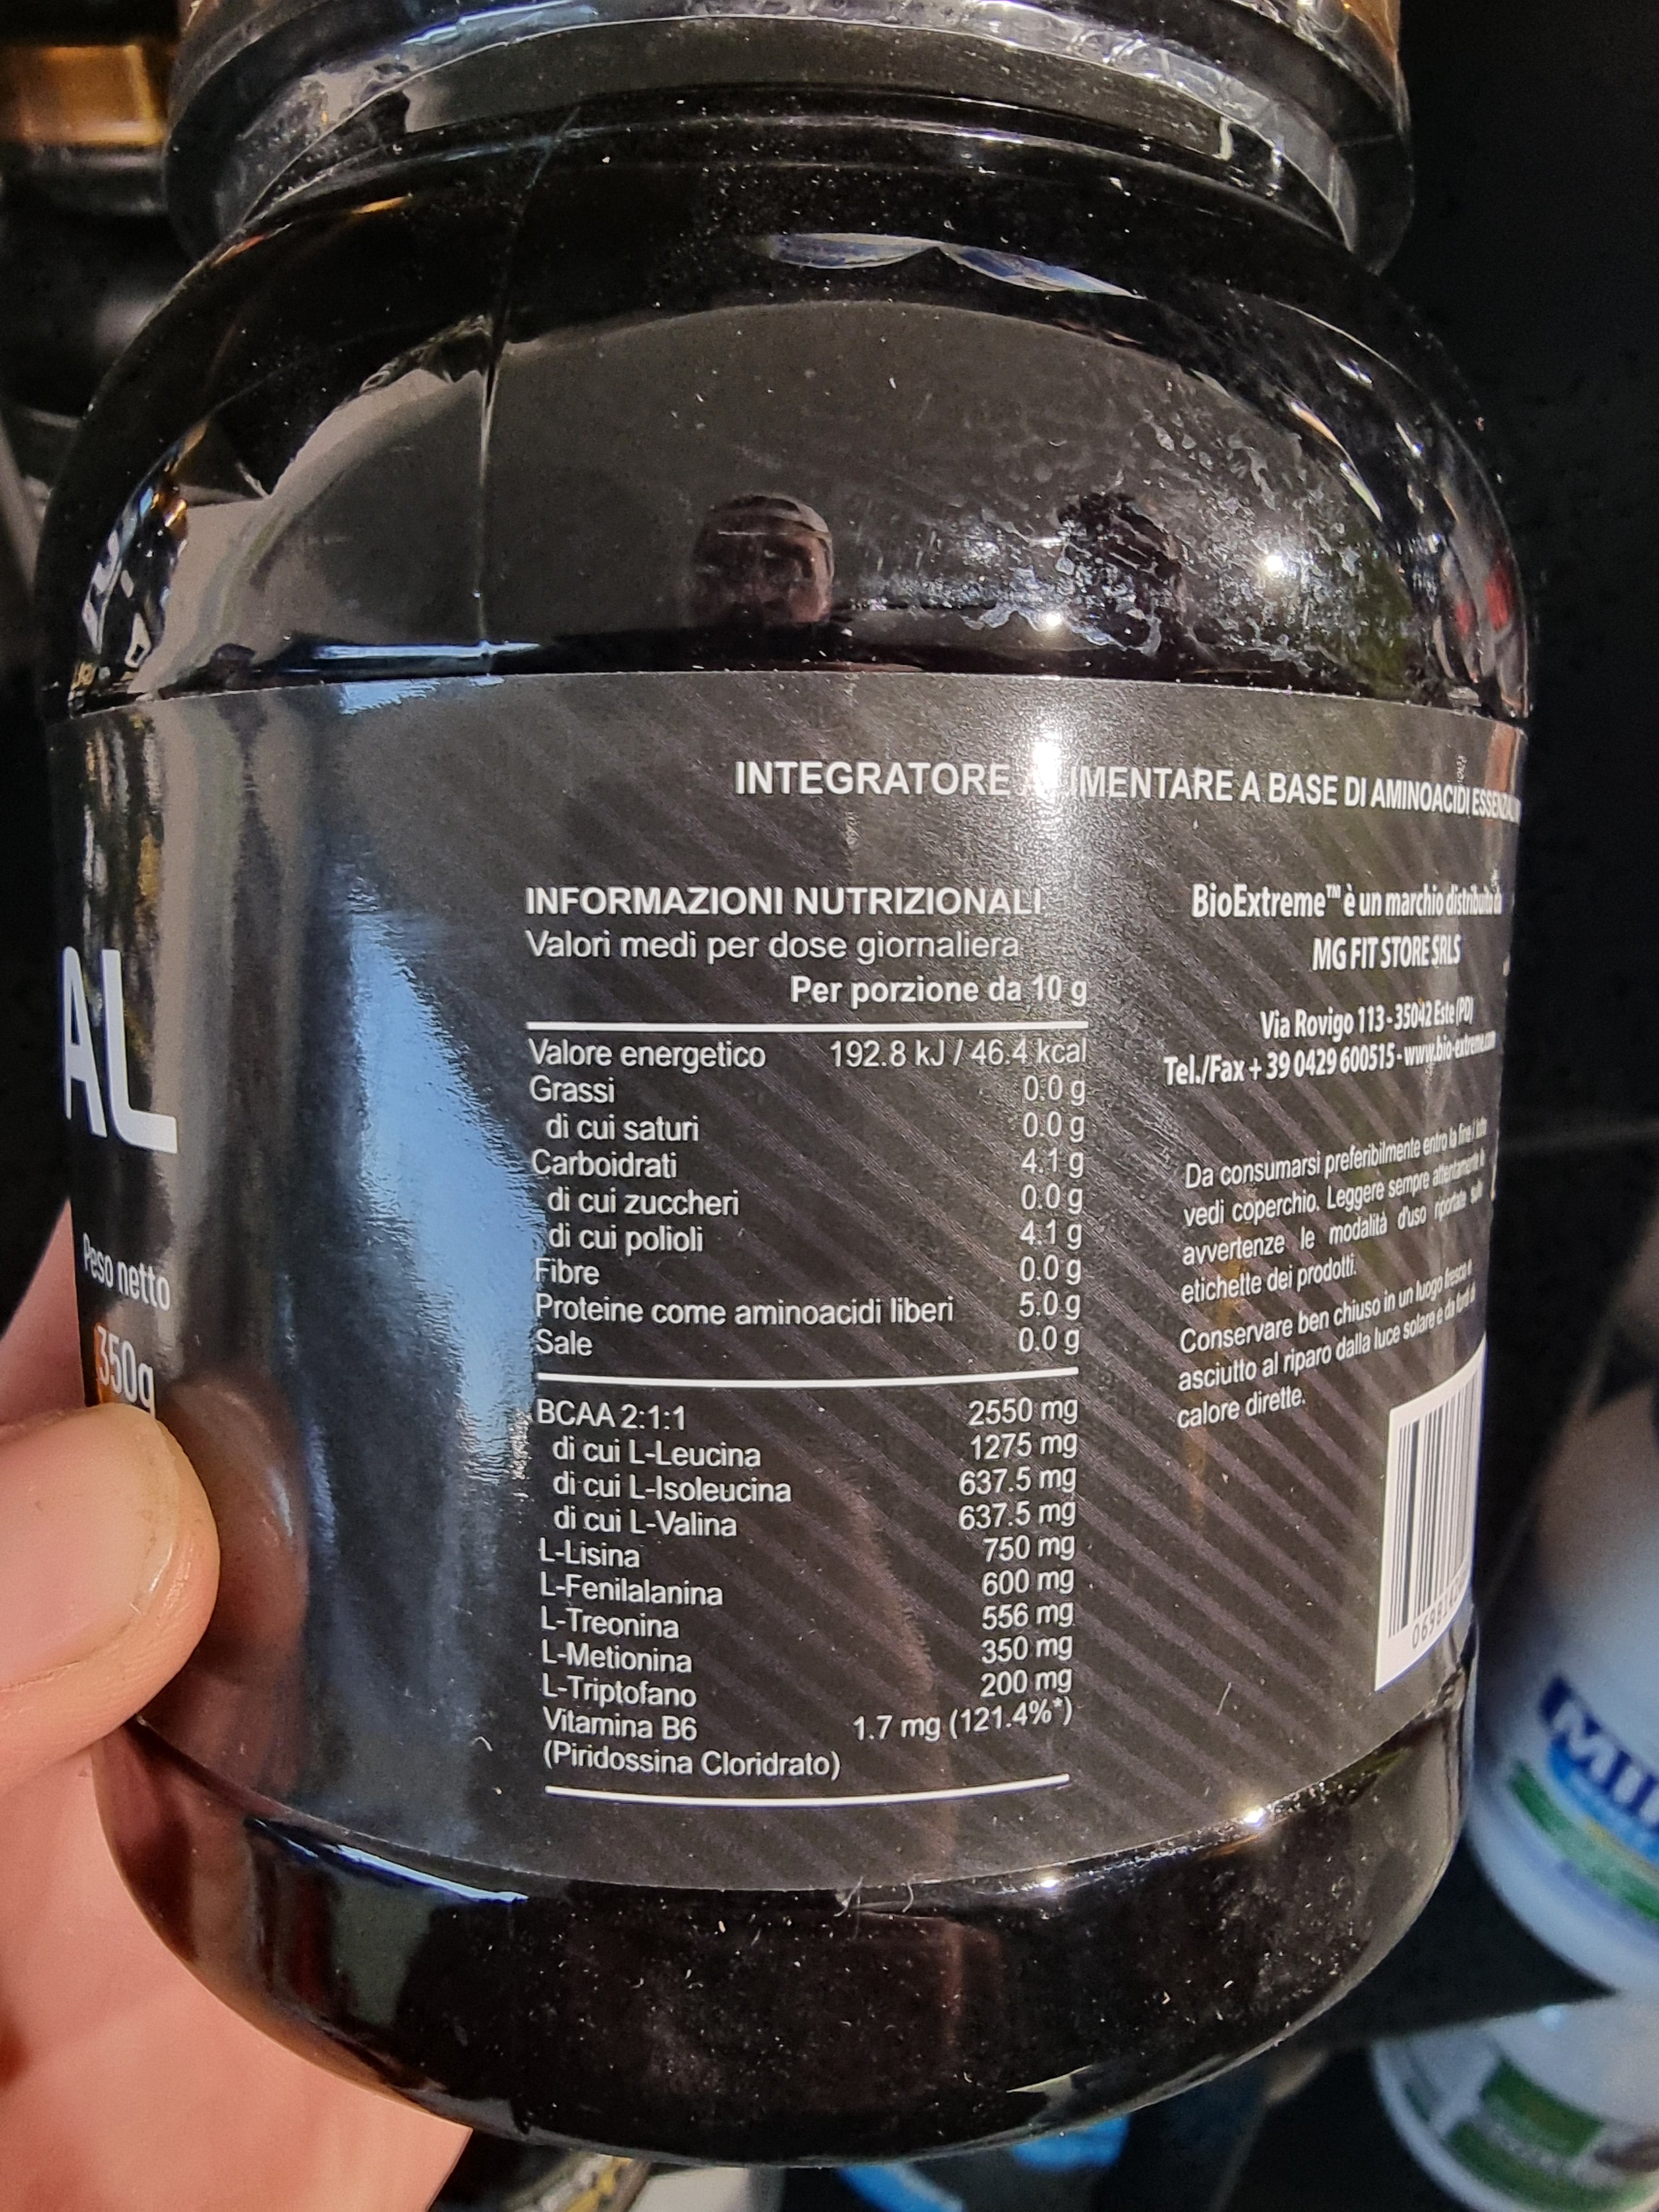 AL
Peso netto
350g
INTEGRATORE IMENTARE A BASE DI AMINOACIDI
INFORMAZIONI NUTRIZIONALI
Valori medi per dose giornaliera
Per porzione da 10 g
Valore energetico 192.8 kJ / 46.4 kcal
Grassi 0.0 g
di cui saturi 0.0 g
Carboidrati 4.1 g
di cui zuccheri 0.0 g
di cui polioli 4.1 g
Fibre 0.0 g
Proteine come aminoacidi liberi 5.0 g
Sale 0.0 g
BCAA 2:1:1 2550 mg
di cui L-Leucina 1275 mg
di cui L-Isoleucina 637.5 mg
di cui L-Valina 637.5 mg
L-Lisina 750 mg
L-Fenilalanina 600 mg
L-Treonina 556 mg
L-Metionina 350 mg
L-Triptofano 200 mg
Vitamina B6 1.7 mg (121.4%*)
(Piridossina Cloridrato)
BioExtreme™ è un marchio distribuito da
MG FIT STORE SRLS
Via Rovigo 113 - 35042 Este (PD)
Tel./Fax + 39 0429 600515 - www.bio-extreme.com
Da consumarsi preferibilmente entro la fine / lotto
vedi coperchio. Leggere sempre attentamente le
avvertenze le modalità d'uso riportate sulle
etichette dei prodotti.
Conservare ben chiuso in un luogo fresco e
asciutto al riparo dalla luce solare e da fonti di
calore dirette.
MIL